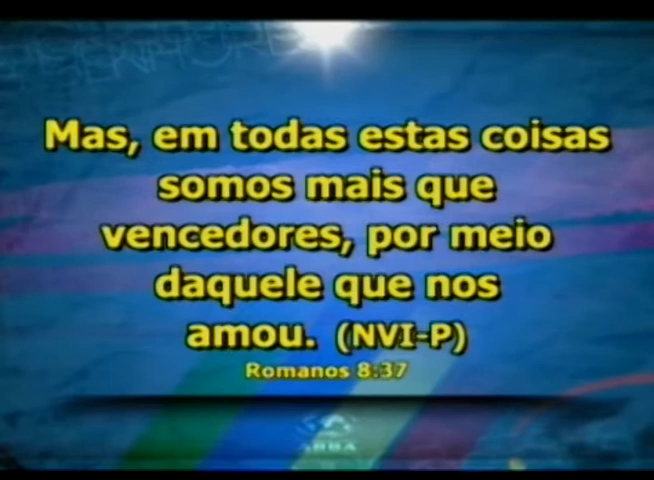 Mas, em todas estas coisas
somos mais que
vencedores, por meio
daquele que nos
amou. (NVI-P)
Romanos 8:37